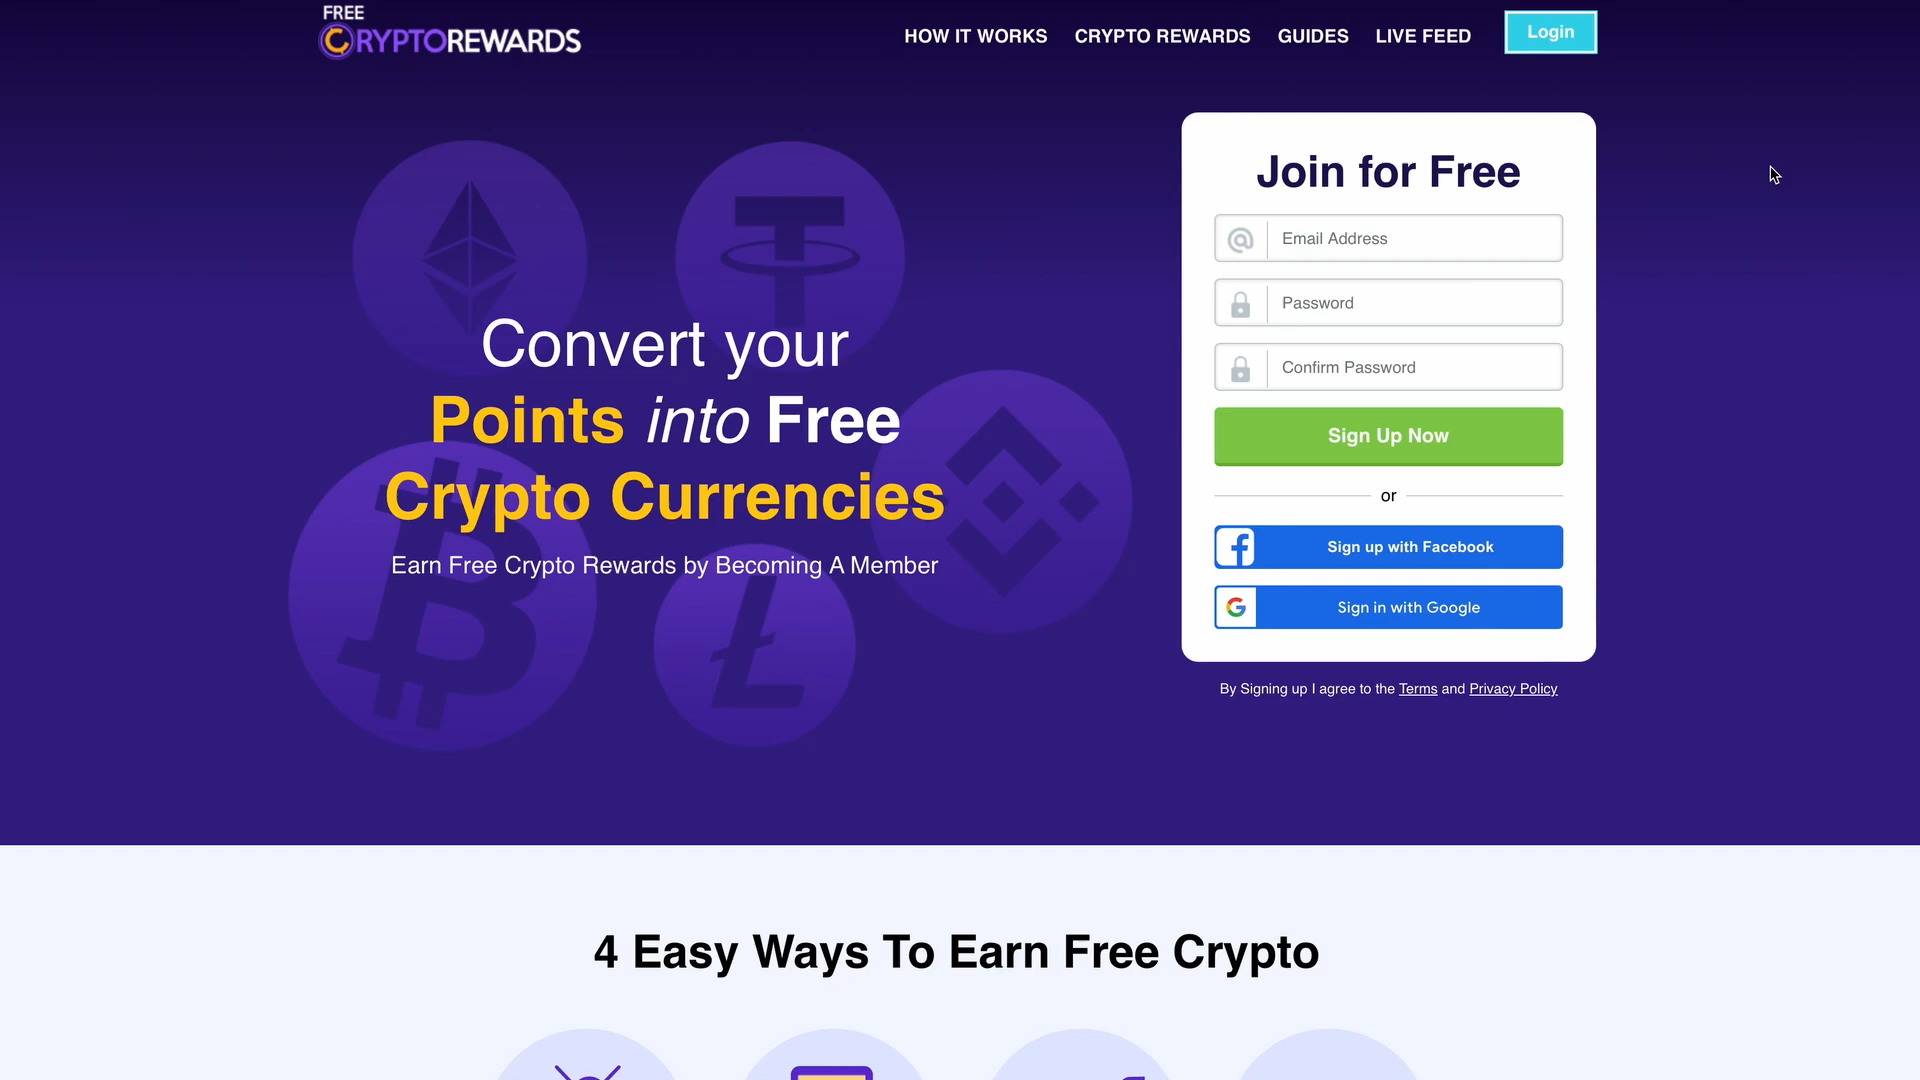 FREE
CRYPTOREWARDS
HOW IT WORKS
CRYPTO REWARDS
GUIDES
LIVE FEED
Login
Convert your
Points into Free
Crypto Currencies
Earn Free Crypto Rewards by Becoming A Member
Join for Free
Email Address
Password
Confirm Password
Sign Up Now
or
Sign up with Facebook
Sign in with Google
By Signing up I agree to the Terms and Privacy Policy
4 Easy Ways To Earn Free Crypto